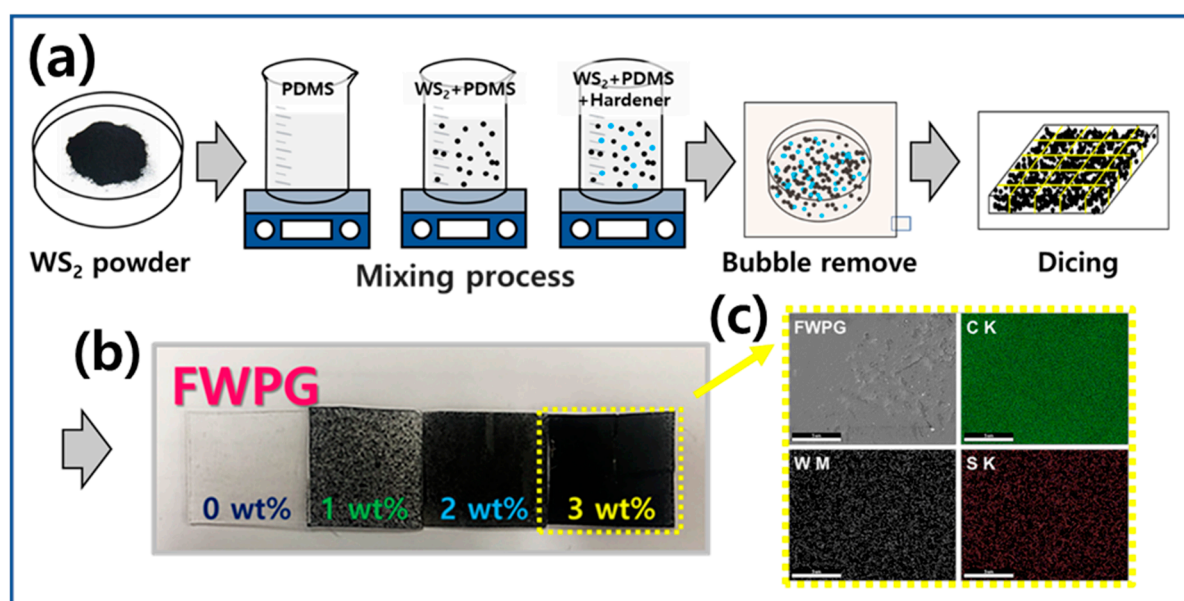 (a)
PDMS
WS₂+PDMS
WS₂+PDMS
+Hardener
WS₂ powder
Mixing process
Bubble remove
Dicing
(b)
FWPG
0 wt%
1 wt%
2 wt%
3 wt%
(c)
FWPG
C K
W M
S K